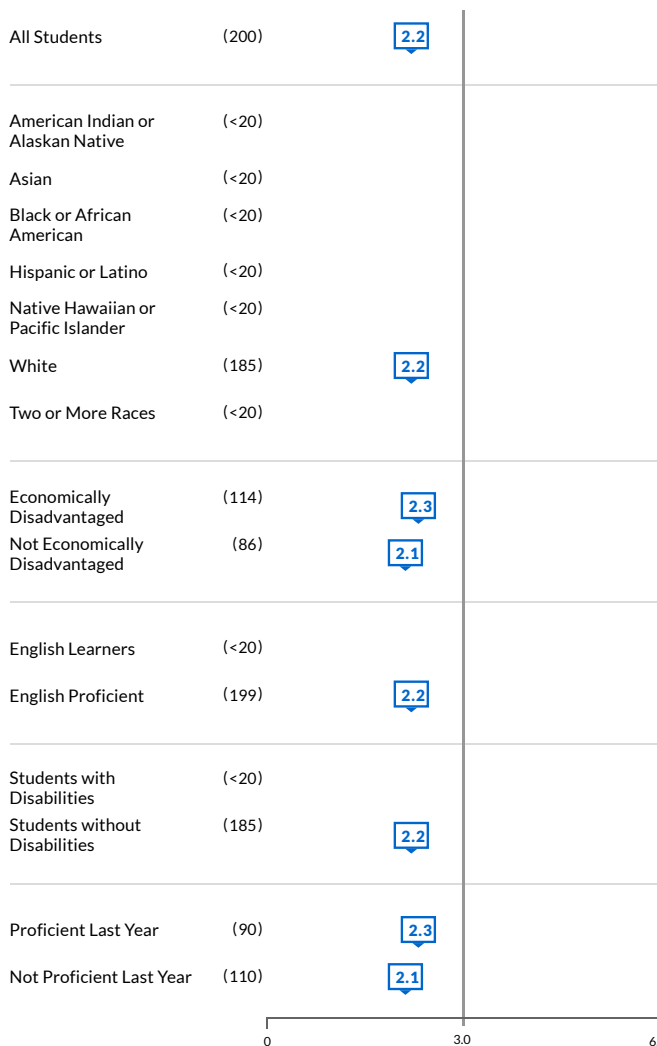 All Students (200) 2.2
American Indian or (<20)
Alaskan Native
Asian (<20)
Black or African (<20)
American
Hispanic or Latino (<20)
Native Hawaiian or (<20)
Pacific Islander
White (185) 2.2
Two or More Races (<20)
Economically (114) 2.3
Disadvantaged
Not Economically (86) 2.1
Disadvantaged
English Learners (<20)
English Proficient (199) 2.2
Students with (<20)
Disabilities
Students without (185) 2.2
Disabilities
Proficient Last Year (90) 2.3
Not Proficient Last Year (110) 2.1
0 3.0